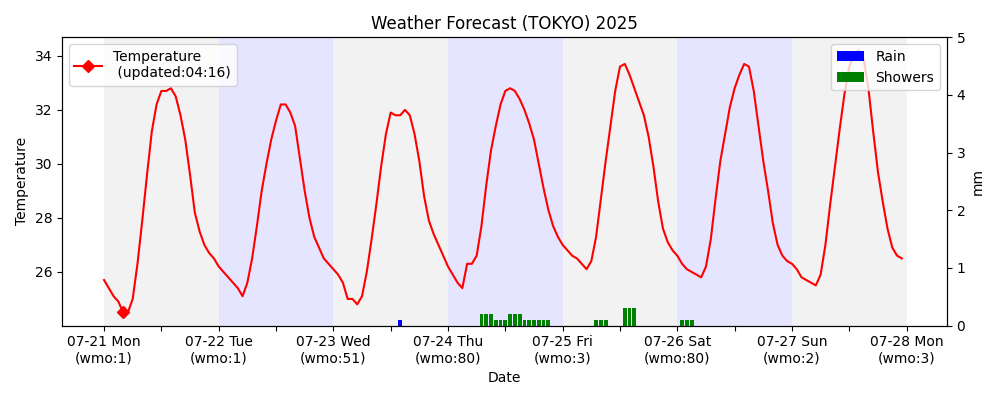 Weather Forecast (TOKYO) 2025
Temperature
(updated:04:16)
Rain
Showers
Temperature
34
32
30
28
26
5
4
3
2
1
0
mm
07-21 Mon
(wmo:1)
07-22 Tue
(wmo:1)
07-23 Wed
(wmo:51)
07-24 Thu
(wmo:80)
07-25 Fri
(wmo:3)
07-26 Sat
(wmo:80)
07-27 Sun
(wmo:2)
07-28 Mon
(wmo:3)
Date